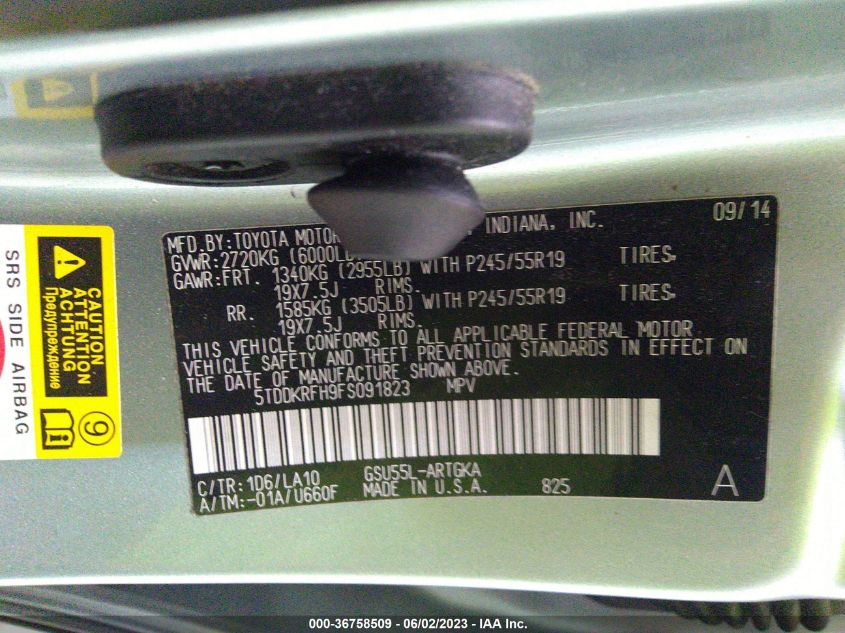 09/14
MFD.BY:TOYOTA MOTOR INDIANA, INC.
GVWR:2720KG (6000LB)
GAWR:FRT. 1340KG (2955LB) WITH P245/55R19 TIRES,
19X7.5J RIMS.
RR. 1585KG (3505LB) WITH P245/55R19 TIRES,
19X7.5J RIMS.
THIS VEHICLE CONFORMS TO ALL APPLICABLE FEDERAL MOTOR
VEHICLE SAFETY AND THEFT PREVENTION STANDARDS IN EFFECT ON
THE DATE OF MANUFACTURE SHOWN ABOVE.
5TDDKRFH9FS091823 MPV
C/TR:1D6/LA10 GSU55L-ARTGKA
A/TM:-01A/U660F MADE IN U.S.A. 825 A
SRS SIDE AIRBAG
CAUTION
ATTENTION
ACHTUNG
Предупреждение
9
000-36758509 - 06/02/2023 - IAA Inc.